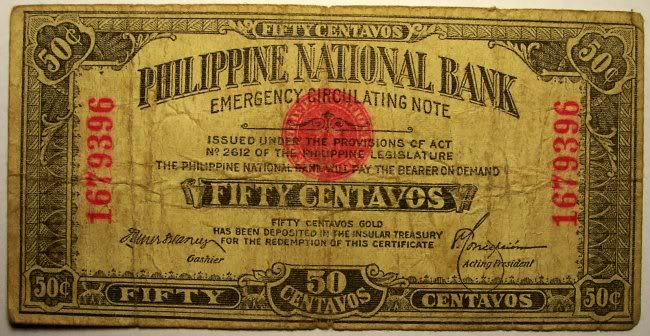 FIFTY CENTAVOS
50¢ 50¢
PHILIPPINE NATIONAL BANK
EMERGENCY CIRCULATING NOTE
1679396 1679396
ISSUED UNDER THE PROVISIONS OF ACT
Nº 2612 OF THE PHILIPPINE LEGISLATURE
THE PHILIPPINE NATIONAL BANK WILL PAY THE BEARER ON DEMAND
FIFTY CENTAVOS
FIFTY CENTAVOS GOLD
HAS BEEN DEPOSITED IN THE INSULAR TREASURY
FOR THE REDEMPTION OF THIS CERTIFICATE
Cashier
Acting President
50¢ FIFTY 50 CENTAVOS CENTAVOS 50¢